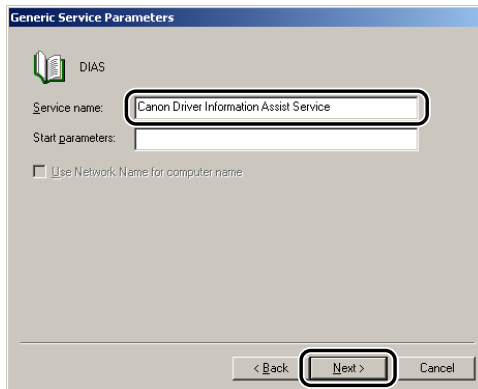 Generic Service Parameters
DIAS
Service name: Canon Driver Information Assist Service
Start parameters:
Use Network Name for computer name
< Back Next > Cancel